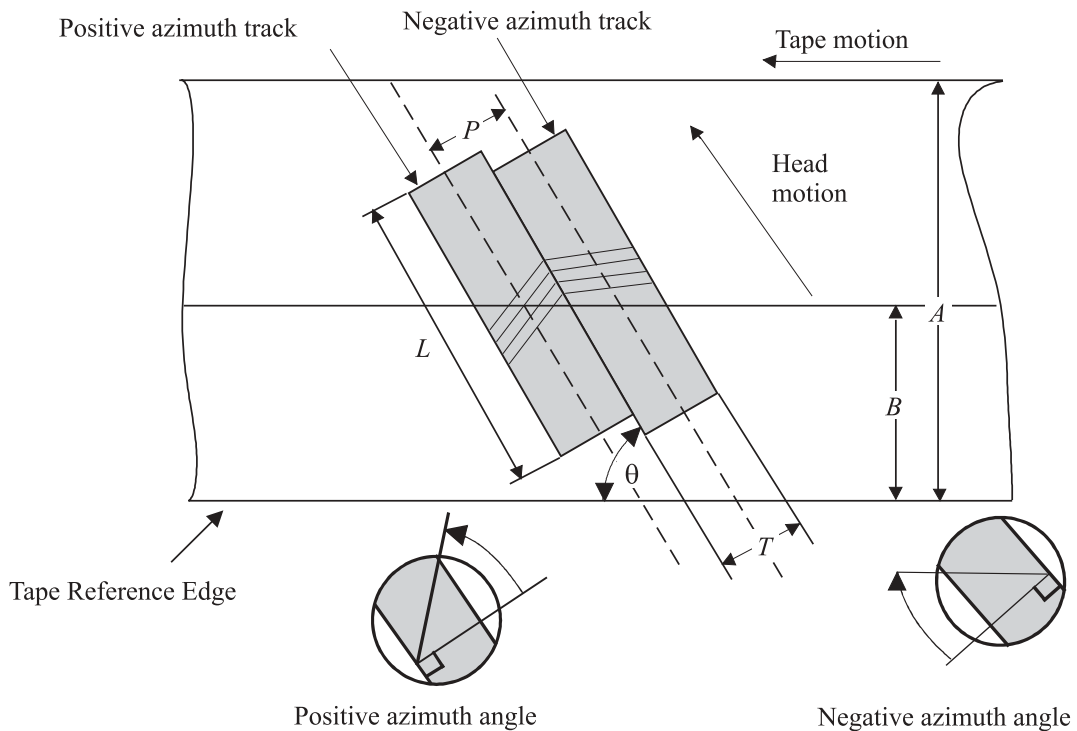 Negative azimuth track
Positive azimuth track
Tape motion
P
Head
motion
A
L
B
θ
T
Tape Reference Edge
Positive azimuth angle
Negative azimuth angle